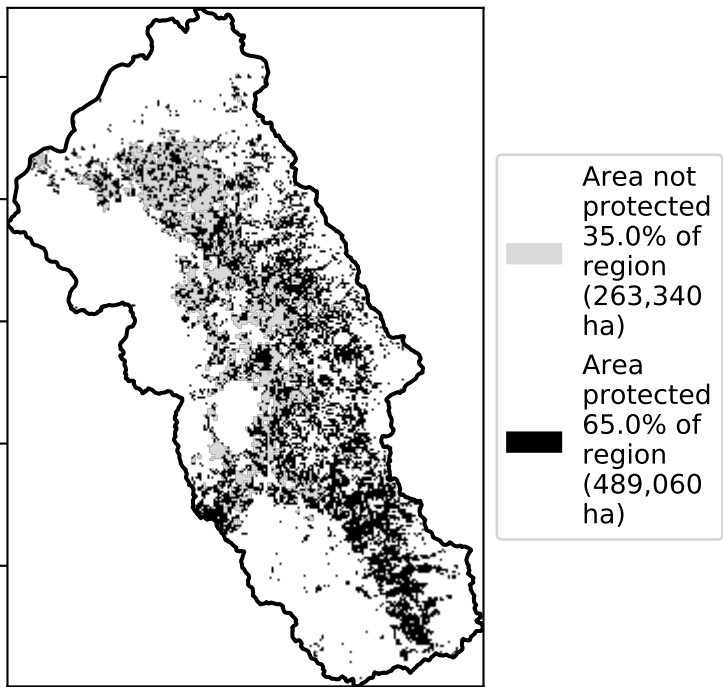 Area not
protected
35.0% of
region
(263,340
ha)
Area
protected
65.0% of
region
(489,060
ha)